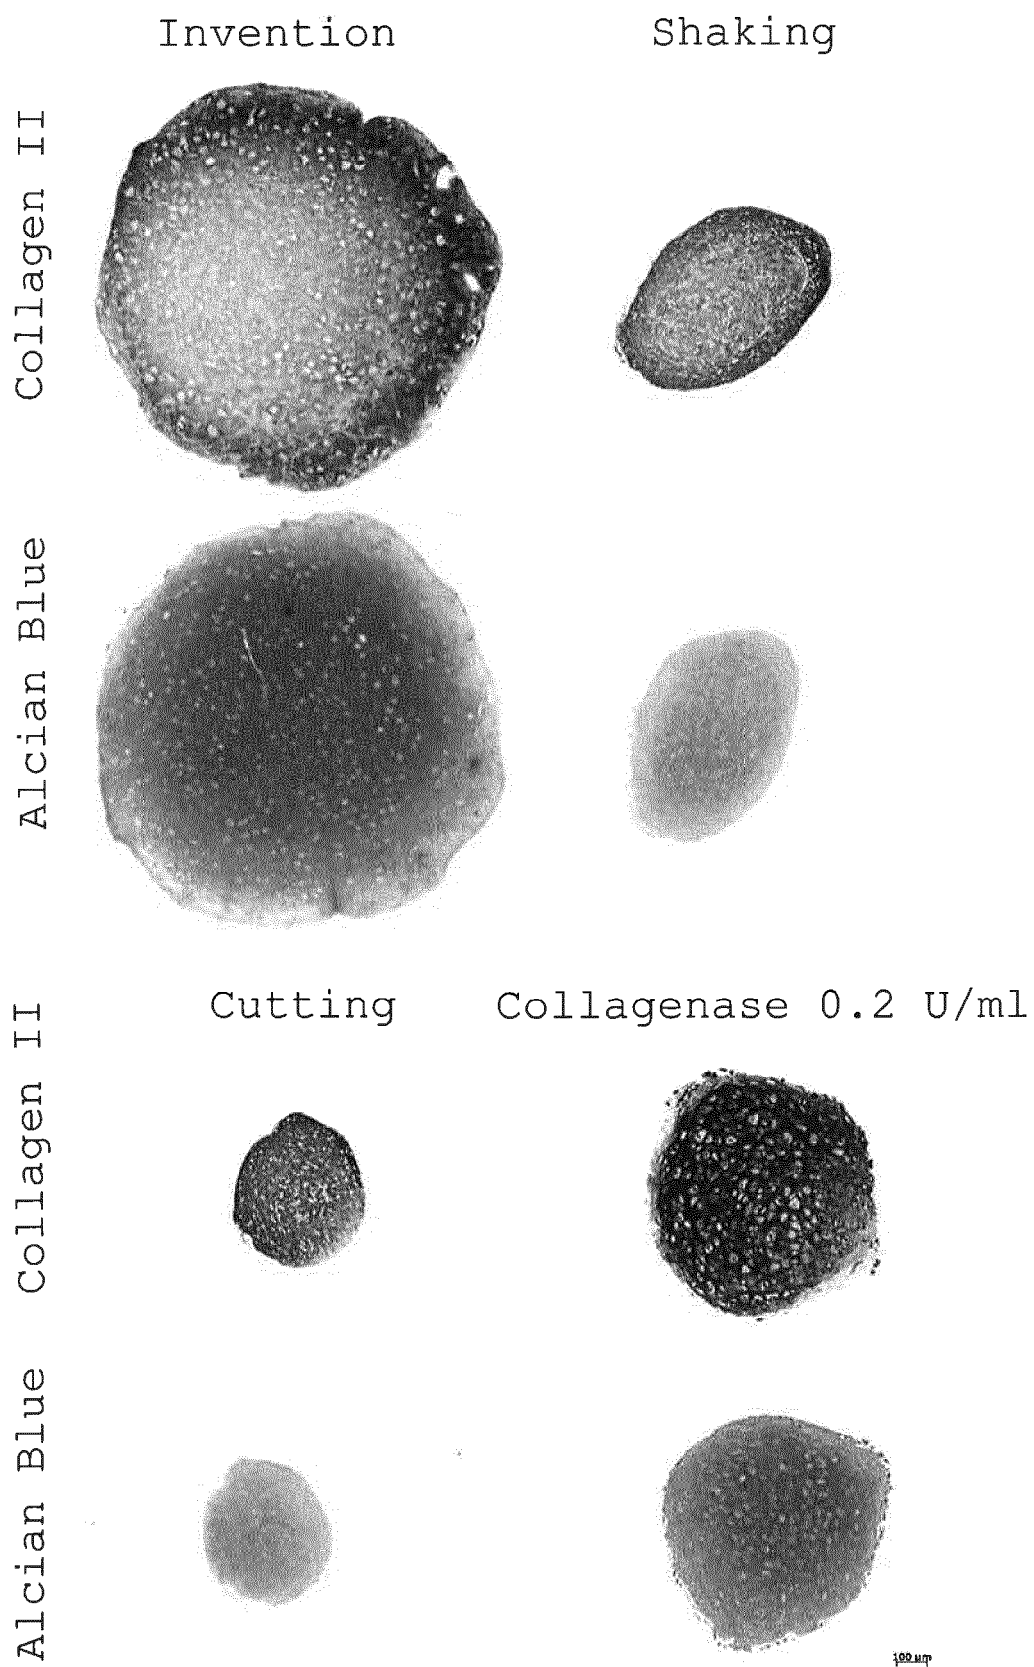 Invention Shaking
Collagen II
Alcian Blue
Cutting Collagenase 0.2 U/ml
Collagen II
Alcian Blue
100 µm